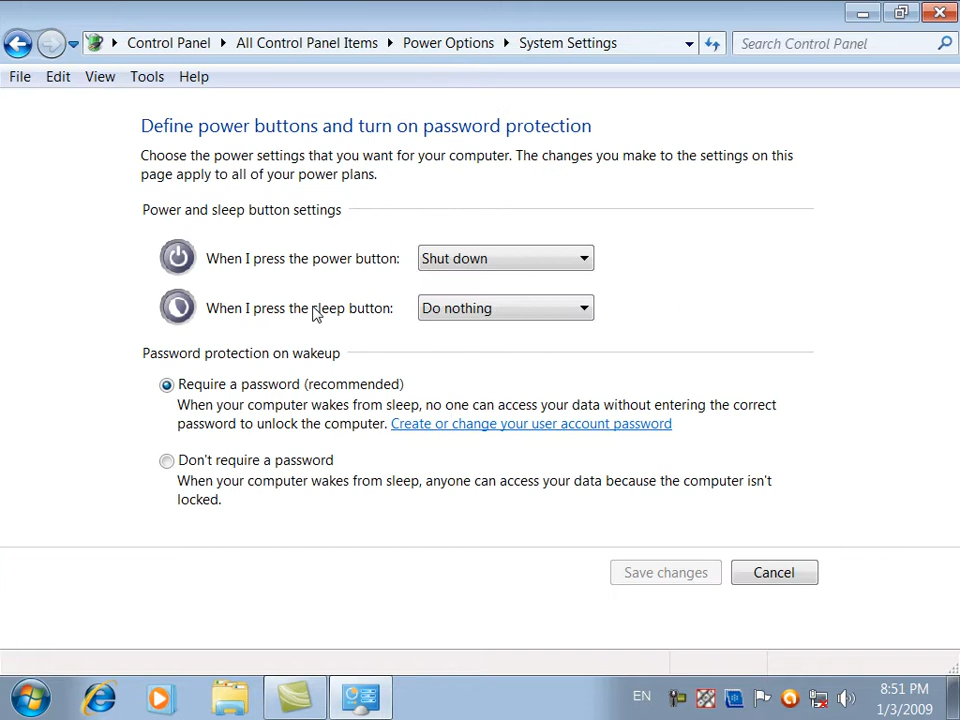 Control Panel
All Control Panel Items
Power Options
System Settings
Search Control Panel
File Edit View Tools Help
Define power buttons and turn on password protection
Choose the power settings that you want for your computer. The changes you make to the settings on this
page apply to all of your power plans.
Power and sleep button settings
When I press the power button: Shut down
When I press the sleep button: Do nothing
Password protection on wakeup
Require a password (recommended)
When your computer wakes from sleep, no one can access your data without entering the correct
password to unlock the computer. Create or change your user account password
Don't require a password
When your computer wakes from sleep, anyone can access your data because the computer isn't
locked.
Save changes Cancel
EN
8:51 PM
1/3/2009